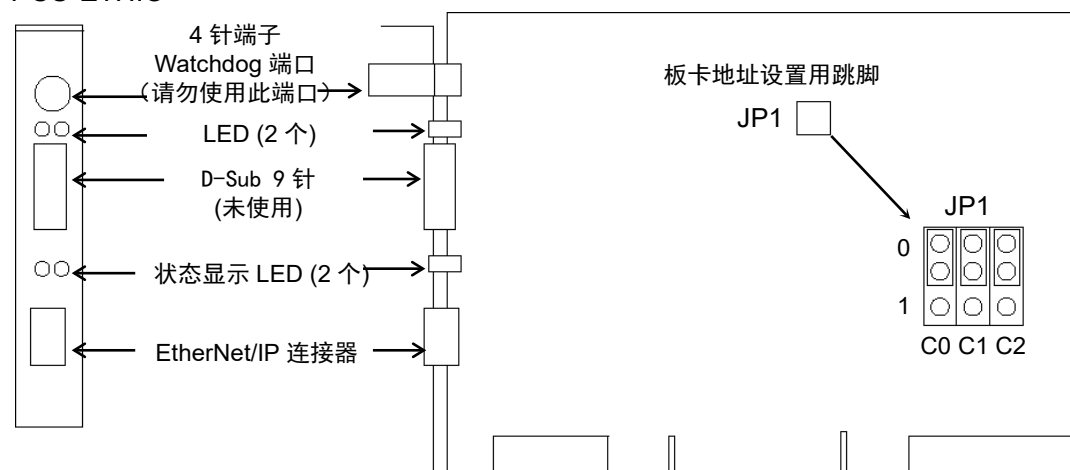 4 针端子
Watchdog 端口
（请勿使用此端口）
LED (2 个)
D-Sub 9 针
(未使用)
状态显示 LED (2 个)
EtherNet/IP 连接器
板卡地址设置用跳脚
JP1
JP1
0
1
C0 C1 C2